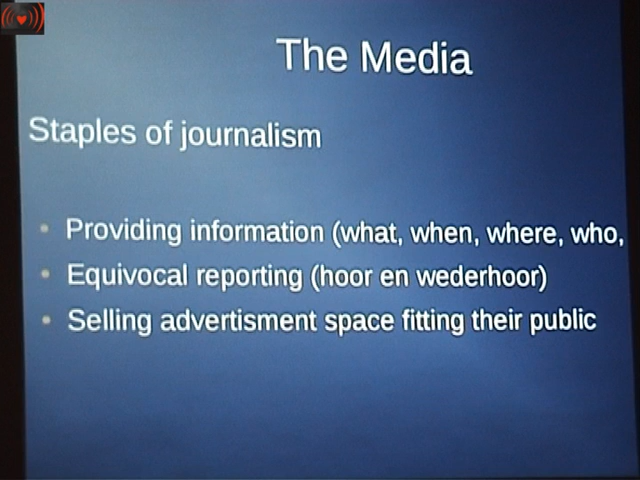 The Media
Staples of journalism
• Providing information (what, when, where, who,
• Equivocal reporting (hoor en wederhoor)
• Selling advertisment space fitting their public